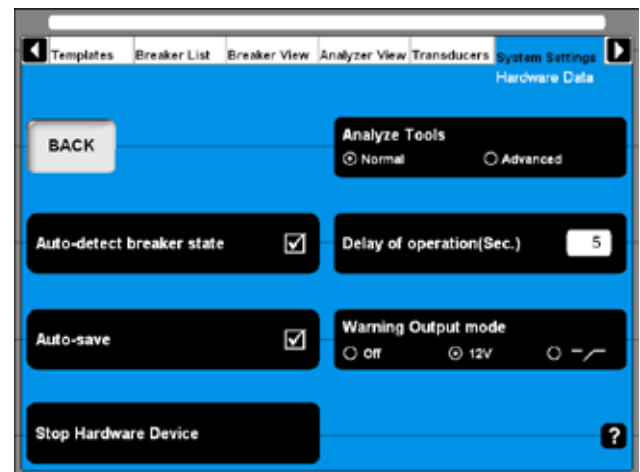 Templates Breaker List Breaker View Analyzer View Transducers System Settings
Hardware Data
BACK
Analyze Tools
Normal Advanced
Auto-detect breaker state
Delay of operation(Sec.) 5
Auto-save
Warning Output mode
Off 12V
Stop Hardware Device
?